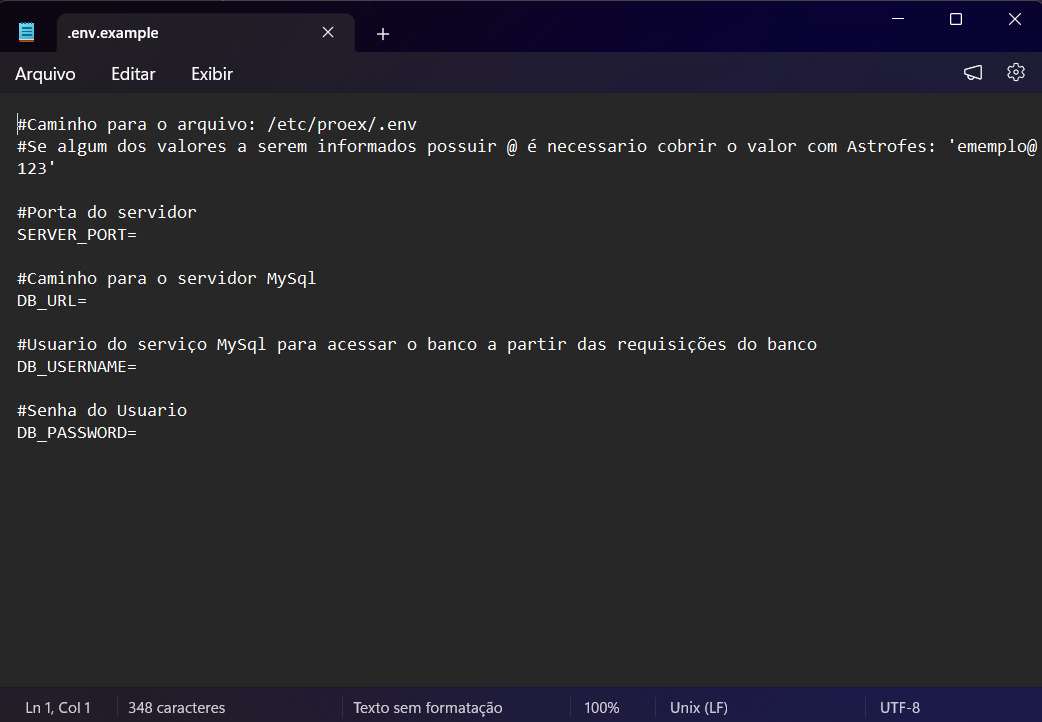 .env.example
Arquivo Editar Exibir
#Caminho para o arquivo: /etc/proex/.env
#Se algum dos valores a serem informados possuir @ é necessario cobrir o valor com Astrofes: 'ememplo@
123'
#Porta do servidor
SERVER_PORT=
#Caminho para o servidor MySql
DB_URL=
#Usuario do serviço MySql para acessar o banco a partir das requisições do banco
DB_USERNAME=
#Senha do Usuario
DB_PASSWORD=
Ln 1, Col 1 348 caracteres Texto sem formatação 100% Unix (LF) UTF-8